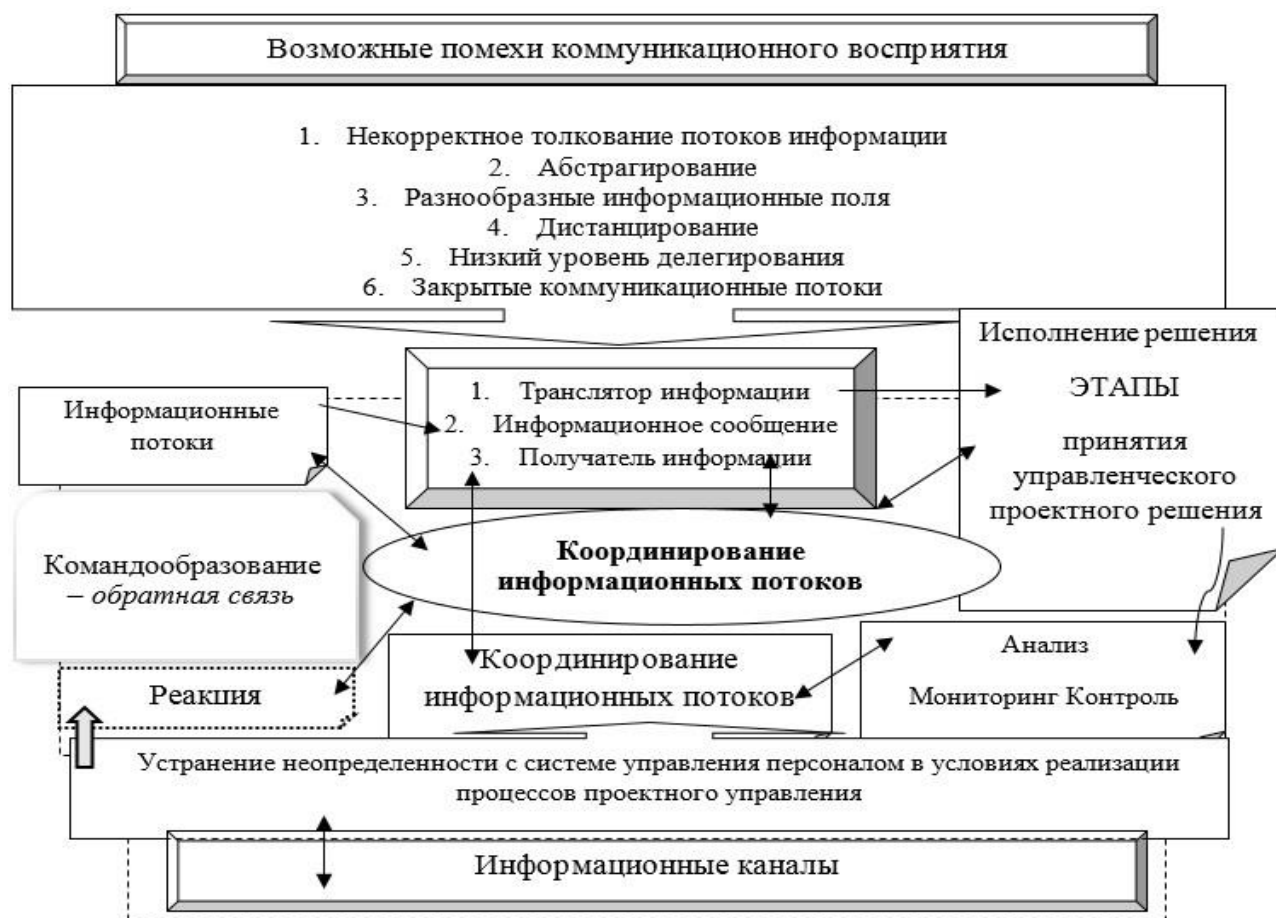 Возможные помехи коммуникационного восприятия
1. Некорректное толкование потоков информации
2. Абстрагирование
3. Разнообразные информационные поля
4. Дистанцирование
5. Низкий уровень делегирования
6. Закрытые коммуникационные потоки
Исполнение решения
ЭТАПЫ
принятия
управленческого
проектного решения
1. Транслятор информации
2. Информационное сообщение
3. Получатель информации
Информационные
потоки
Координирование
информационных потоков
Командообразование
– обратная связь
Реакция
Координирование
информационных потоков
Анализ
Мониторинг Контроль
Устранение неопределенности с системе управления персоналом в условиях реализации
процессов проектного управления
Информационные каналы